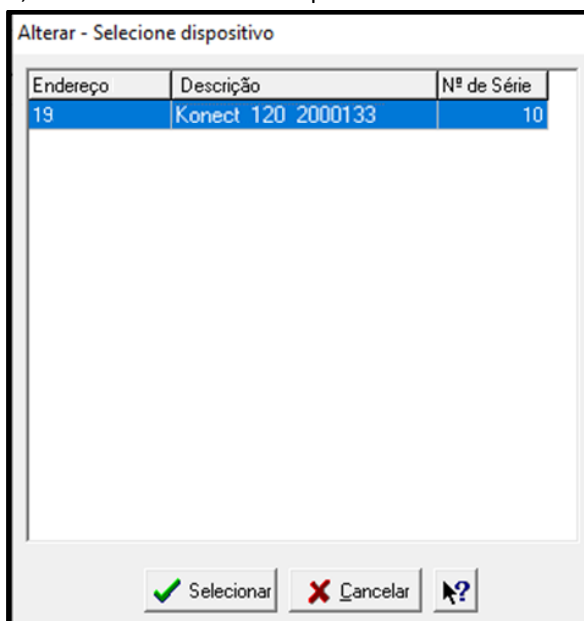 Alterar - Selecione dispositivo
Endereço Descrição Nº de Série
19 Konect 120 2000133 10
Selecionar Cancelar ?